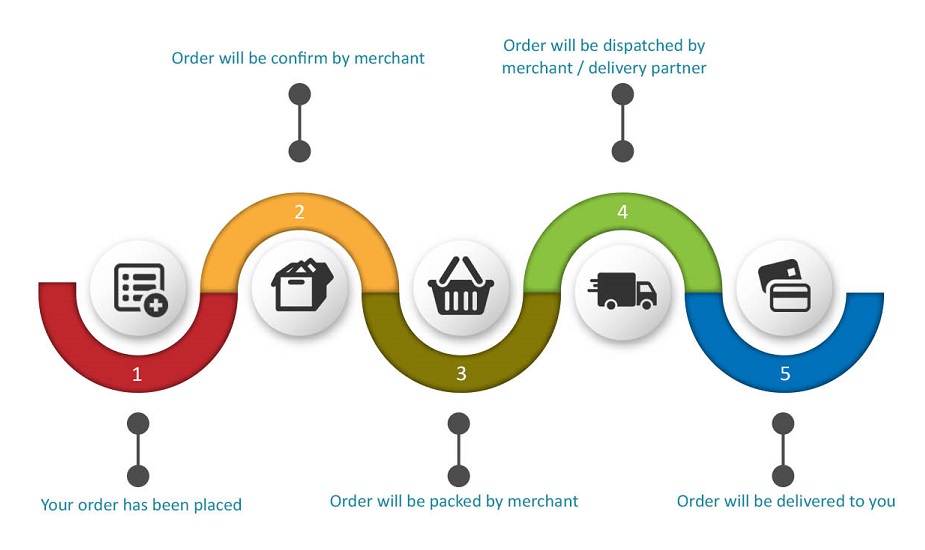 Order will be confirm by merchant
Order will be dispatched by
merchant / delivery partner
2
4
1
3
5
Your order has been placed
Order will be packed by merchant
Order will be delivered to you